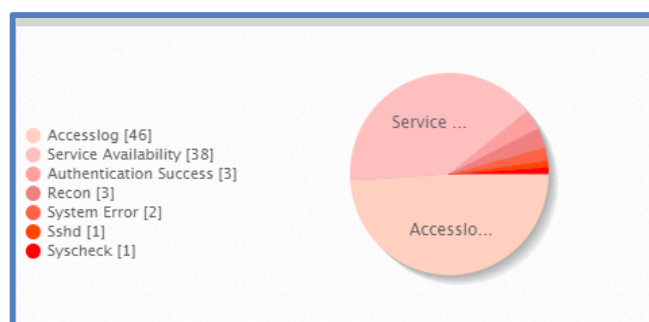 Accesslog [46]
Service Availability [38]
Authentication Success [3]
Recon [3]
System Error [2]
Sshd [1]
Syscheck [1]
Service ...
Accesslo...